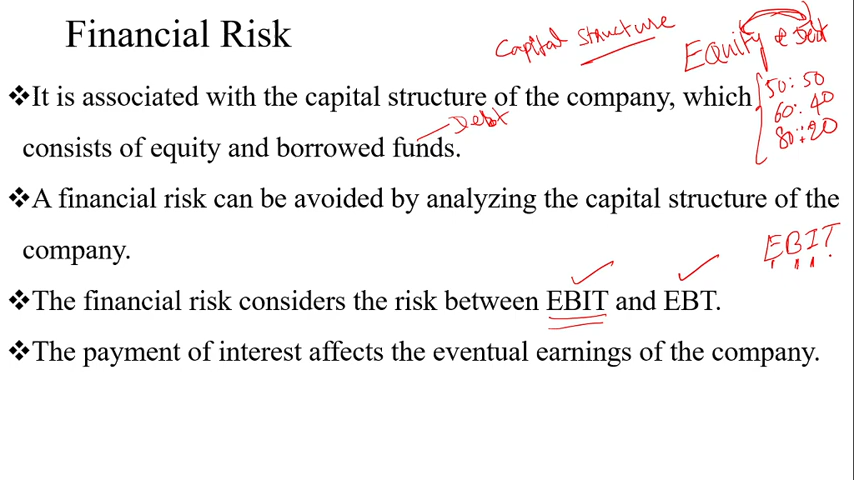 Financial Risk
Capital Structure
Equity & Debt
50:50
60:40
80:20
❖It is associated with the capital structure of the company, which
Debt
consists of equity and borrowed funds.
❖A financial risk can be avoided by analyzing the capital structure of the
company.
EBIT
❖The financial risk considers the risk between EBIT and EBT.
❖The payment of interest affects the eventual earnings of the company.